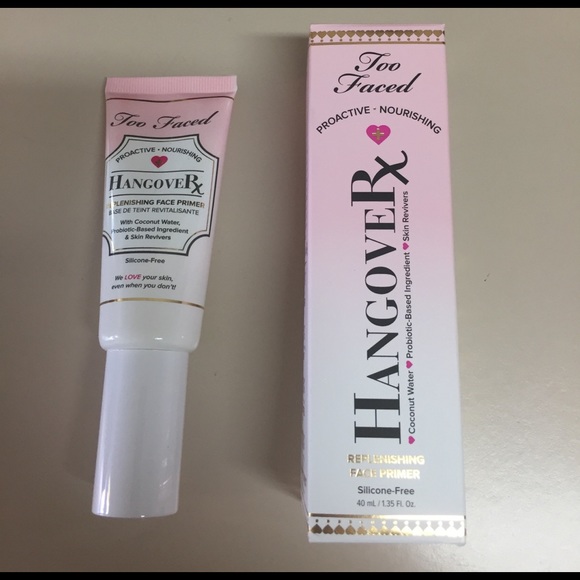 Too Faced
PROACTIVE - NOURISHING
HANGOVERX
REPLENISHING FACE PRIMER
BASE DE TEINT REVITALISANTE
With Coconut Water,
Probiotic-Based Ingredient
& Skin Revivers
Silicone-Free
We LOVE your skin,
even when you don't!
Too
Faced
PROACTIVE - NOURISHING
HANGOVERX
Coconut Water ♥ Probiotic-Based Ingredient ♥ Skin Revivers
REPLENISHING
FACE PRIMER
Silicone-Free
40 mL / 1.35 Fl. Oz.